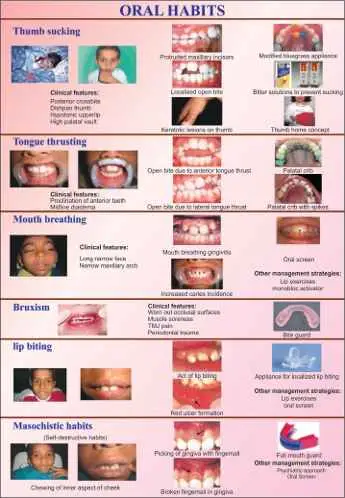 ORAL HABITS
Thumb sucking
Protruded maxillary incisors
Modified bluegrass appliance
Localised open bite
Bitter solutions to prevent sucking
Clinical features:
Posterior crossbite
Dishpan thumb
Hypotonic upperlip
High palatal vault
Keratotic lesions on thumb
Thumb home concept
Tongue thrusting
Open bite due to anterior tongue thrust
Palatal crib
Clinical features:
Proclination of anterior teeth
Midline diastema
Open bite due to lateral tongue thrust
Palatal crib with spikes
Mouth breathing
Clinical features:
Long narrow face
Narrow maxillary arch
Mouth breathing gingivitis
Oral screen
Increased caries incidence
Other management strategies:
Lip exercises
monobloc activator
Bruxism
Clinical features:
Worn out occlusal surfaces
Muscle soreness
TMJ pain
Periodontal trauma
Bite guard
lip biting
Act of lip biting
Appliance for localized lip biting
Other management strategies:
Lip exercises
oral screen
Red ulcer formation
Masochistic habits
(Self-destructive habits)
Picking of gingiva with fingernail
Fat mouth guard
Other management strategies:
Psychiatric approach
Oral Screen
Chewing of inner aspect of cheek
Broken fingernail in gingiva